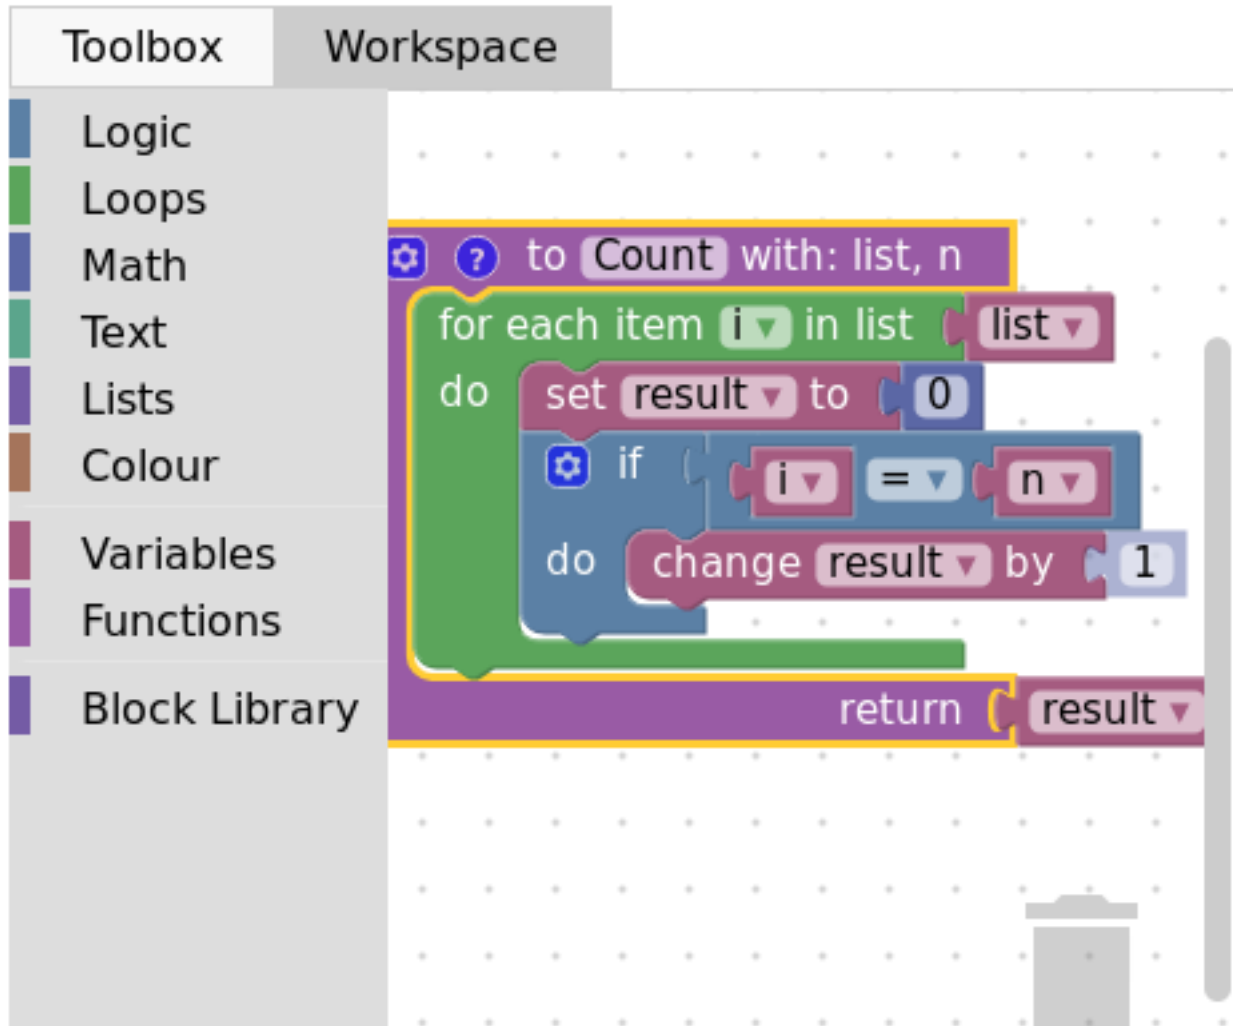 Toolbox Workspace
Logic
Loops
Math
Text
Lists
Colour
Variables
Functions
Block Library
? to Count with: list, n
for each item i in list list
do set result to 0
if i = n
do change result by 1
return result